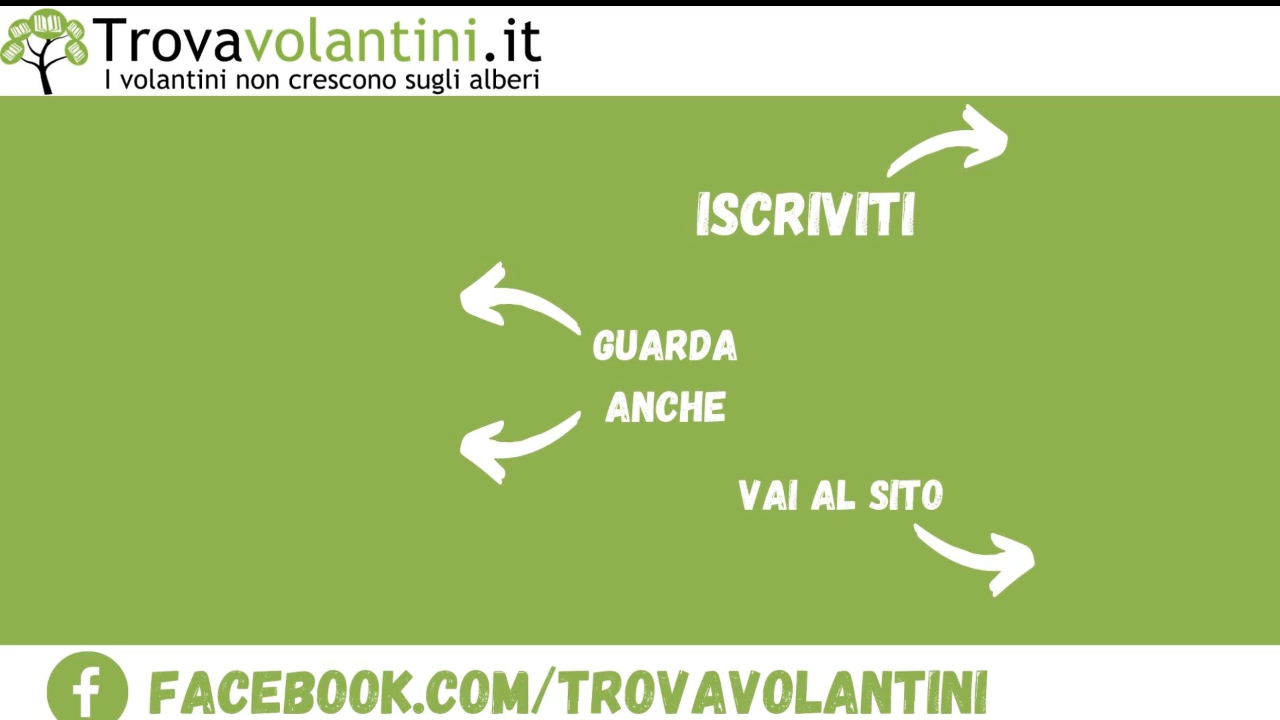 Trovavolantini.it
I volantini non crescono sugli alberi
ISCRIVITI
GUARDA
ANCHE
VAI AL SITO
f FACEBOOK.COM/TROVAVOLANTINI